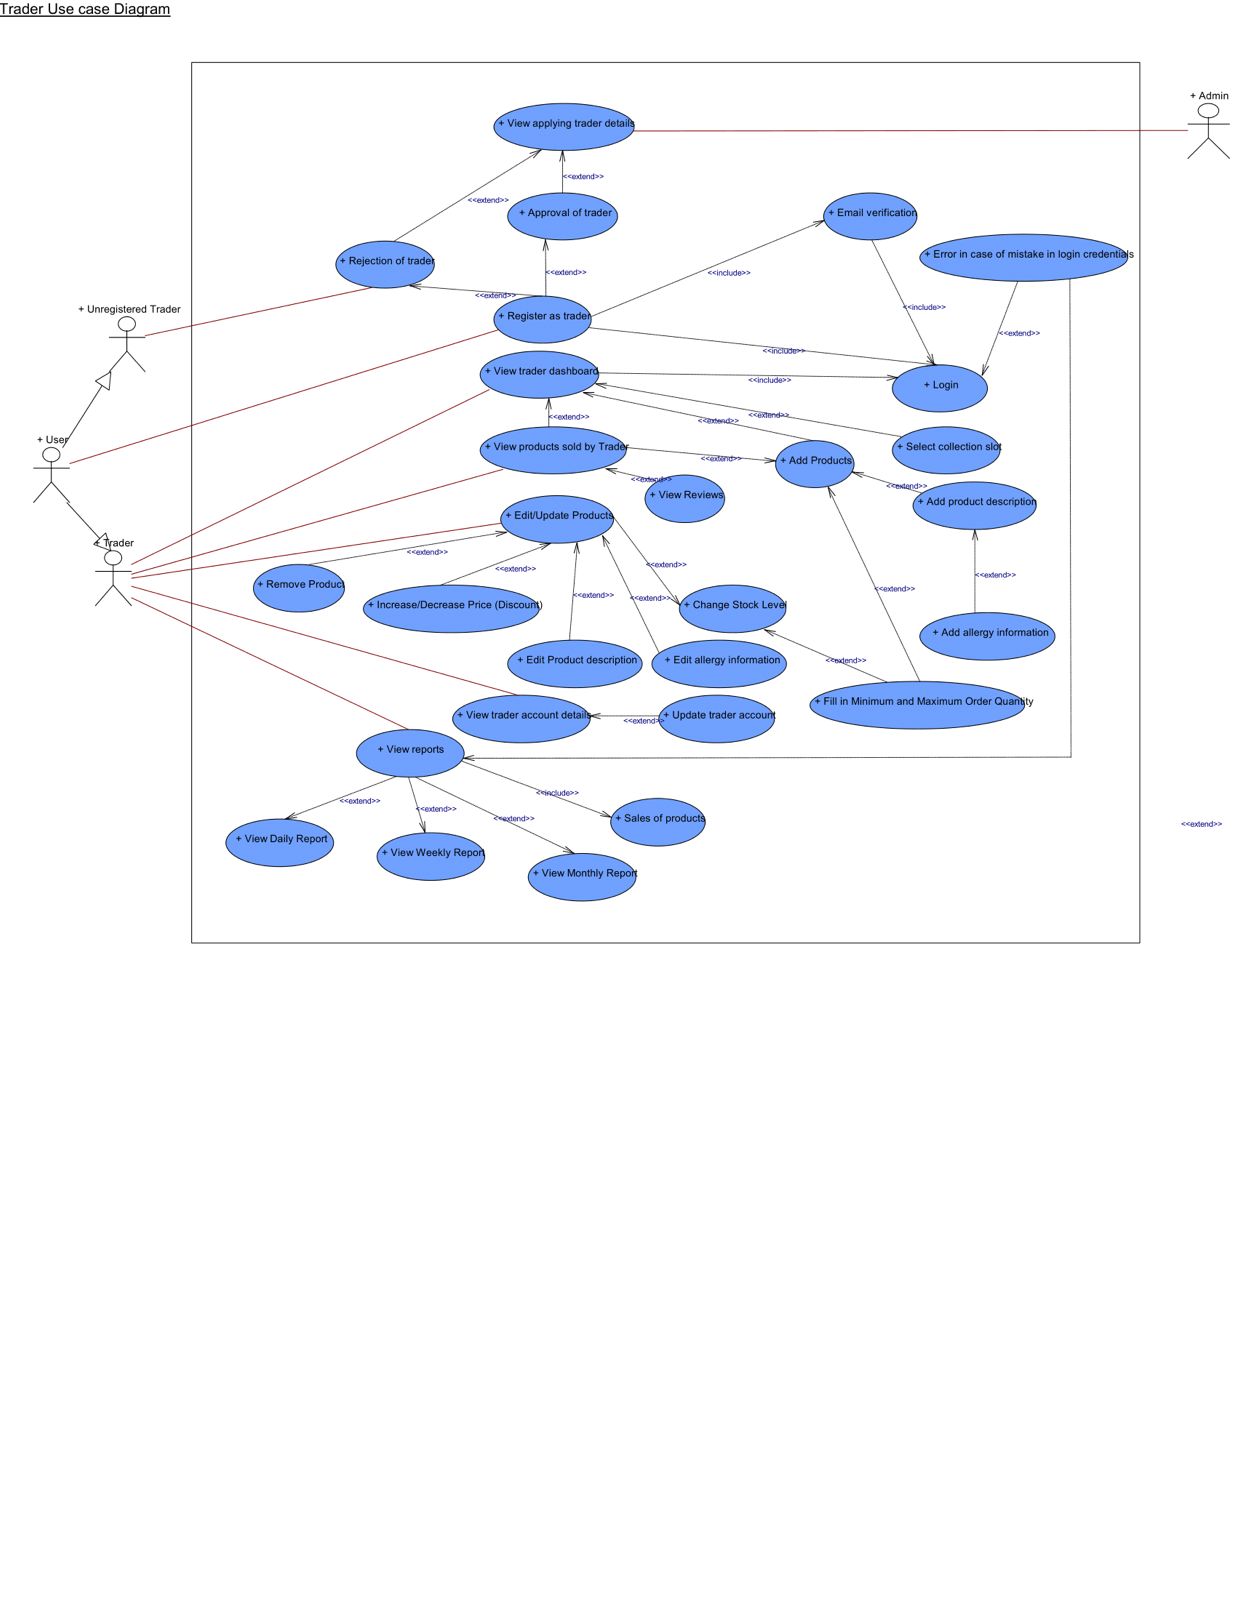 Trader Use case Diagram
+ Admin
+ View applying trader details
<<extend>>
<<extend>>
+ Approval of trader
+ Email verification
+ Error in case of mistake in login credentials
+ Rejection of trader
<<extend>>
<<include>>
<<extend>>
+ Unregistered Trader
+ Register as trader
<<include>>
<<extend>>
<<include>>
+ View trader dashboard
<<include>>
+ Login
<<extend>>
<<extend>>
<<extend>>
+ User
+ View products sold by Trader
+ Select collection slot
<<extend>>
+ Add Products
<<extend>>
<<extend>>
+ View Reviews
+ Add product description
+ Edit/Update Products
+ Trader
<<extend>>
<<extend>>
<<extend>>
<<extend>>
+ Remove Product
<<extend>>
<<extend>>
<<extend>>
+ Increase/Decrease Price (Discount)
+ Change Stock Level
+ Add allergy information
+ Edit Product description
+ Edit allergy information
<<extend>>
+ Fill in Minimum and Maximum Order Quantity
+ View trader account details
<<extend>>
+ Update trader account
+ View reports
<<include>>
<<extend>>
<<extend>>
<<extend>>
+ Sales of products
<<extend>>
+ View Daily Report
+ View Weekly Report
+ View Monthly Report